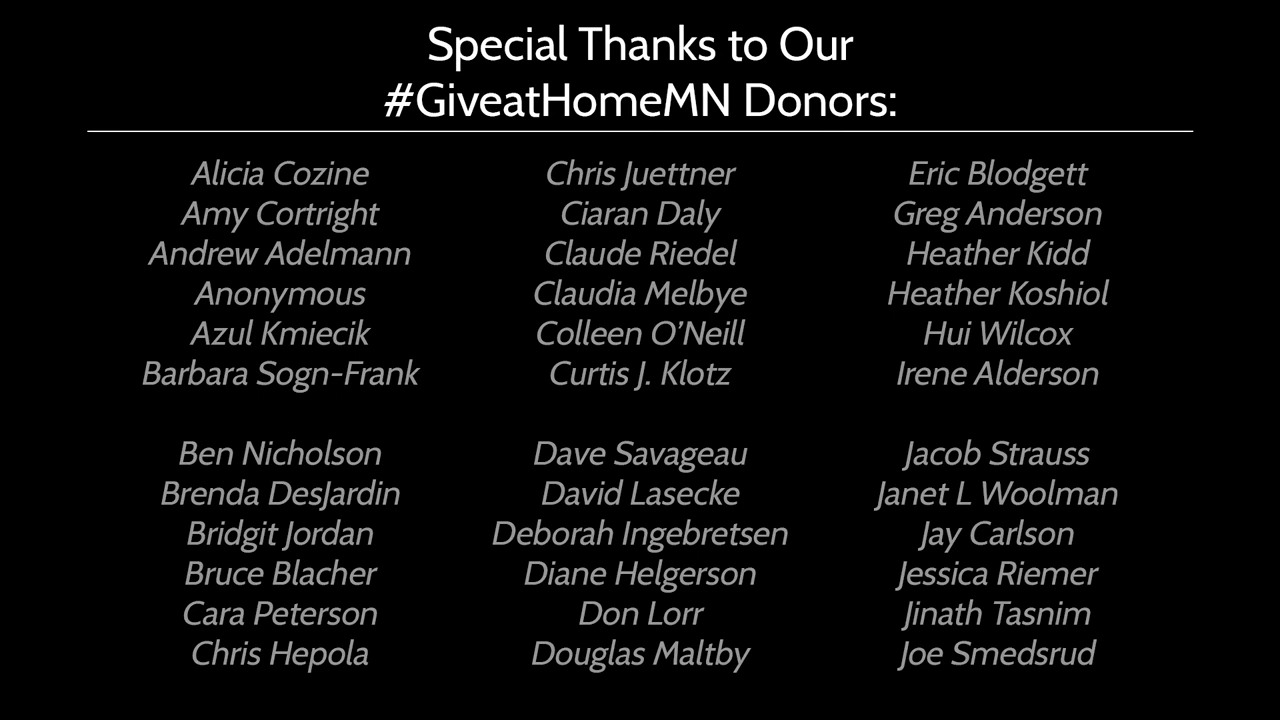 Special Thanks to Our
#GiveatHomeMN Donors:
Alicia Cozine
Amy Cortright
Andrew Adelmann
Anonymous
Azul Kmiecik
Barbara Sogn-Frank
Ben Nicholson
Brenda DesJardin
Bridgit Jordan
Bruce Blacher
Cara Peterson
Chris Hepola
Chris Juettner
Ciaran Daly
Claude Riedel
Claudia Melbye
Colleen O’Neill
Curtis J. Klotz
Dave Savageau
David Lasecke
Deborah Ingebretsen
Diane Helgerson
Don Lorr
Douglas Maltby
Eric Blodgett
Greg Anderson
Heather Kidd
Heather Koshiol
Hui Wilcox
Irene Alderson
Jacob Strauss
Janet L Woolman
Jay Carlson
Jessica Riemer
Jinath Tasnim
Joe Smedsrud